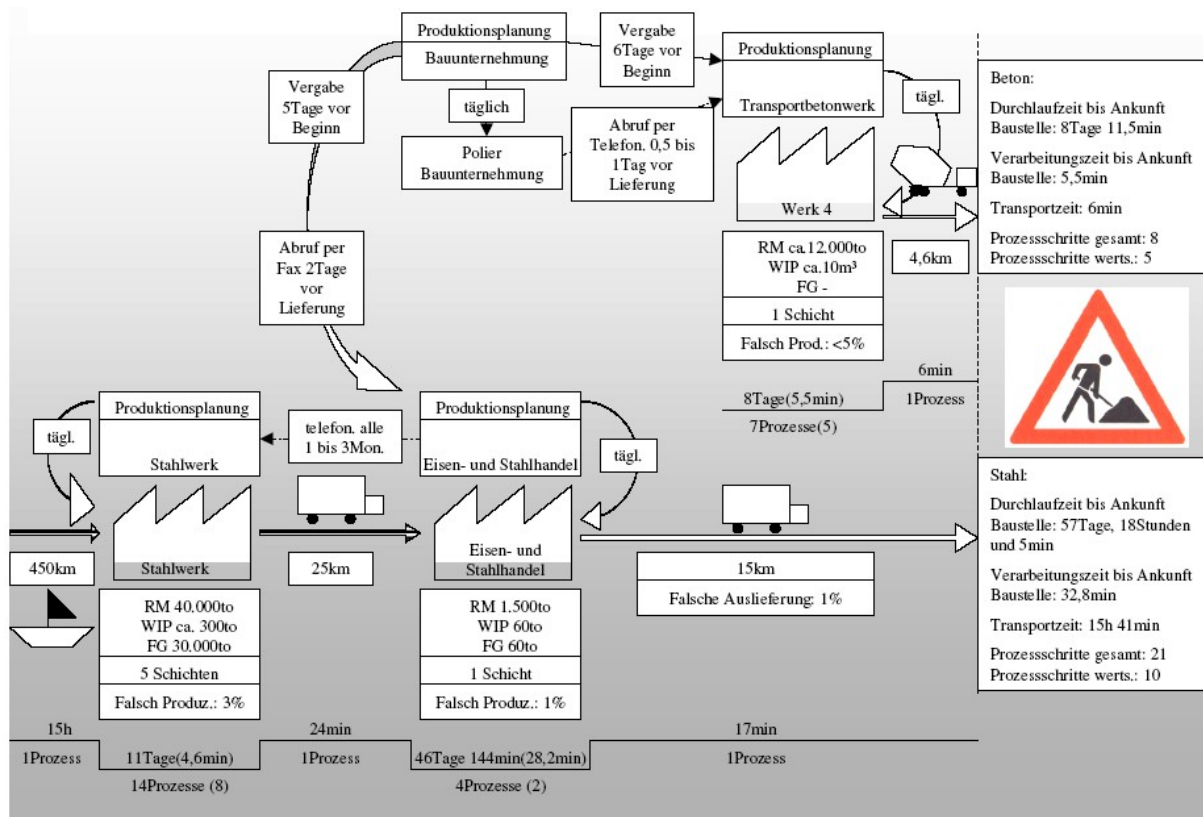 Produktionsplanung
Bauunternehmung
Vergabe
6Tage vor
Beginn
Produktionsplanung
Transportbetonwerk
tägl.
Vergabe
5Tage vor
Beginn
täglich
Polier
Bauunternehmung
Abruf per
Telefon. 0,5 bis
1Tag vor
Lieferung
Werk 4
RM ca.12.000to
WIP ca.10m³
FG -
1 Schicht
Falsch Prod.: <5%
4,6km
8Tage(5,5min)
7Prozesse(5)
6min
1Prozess
Beton:
Durchlaufzeit bis Ankunft
Baustelle: 8Tage 11,5min
Verarbeitungszeit bis Ankunft
Baustelle: 5,5min
Transportzeit: 6min
Prozessschritte gesamt: 8
Prozessschritte werts.: 5
Abruf per
Fax 2Tage
vor
Lieferung
tägl.
Produktionsplanung
Stahlwerk
telefon. alle
1 bis 3Mon.
Produktionsplanung
Eisen- und Stahlhandel
tägl.
450km
Stahlwerk
25km
Eisen- und
Stahlhandel
15km
Falsche Auslieferung: 1%
RM 40.000to
WIP ca. 300to
FG 30.000to
5 Schichten
Falsch Produz.: 3%
RM 1.500to
WIP 60to
FG 60to
1 Schicht
Falsch Produz.: 1%
Stahl:
Durchlaufzeit bis Ankunft
Baustelle: 57Tage, 18Stunden
und 5min
Verarbeitungszeit bis Ankunft
Baustelle: 32,8min
Transportzeit: 15h 41min
Prozessschritte gesamt: 21
Prozessschritte werts.: 10
15h
1Prozess
11Tage(4,6min)
14Prozesse (8)
24min
1Prozess
46Tage 144min(28,2min)
4Prozesse (2)
17min
1Prozess